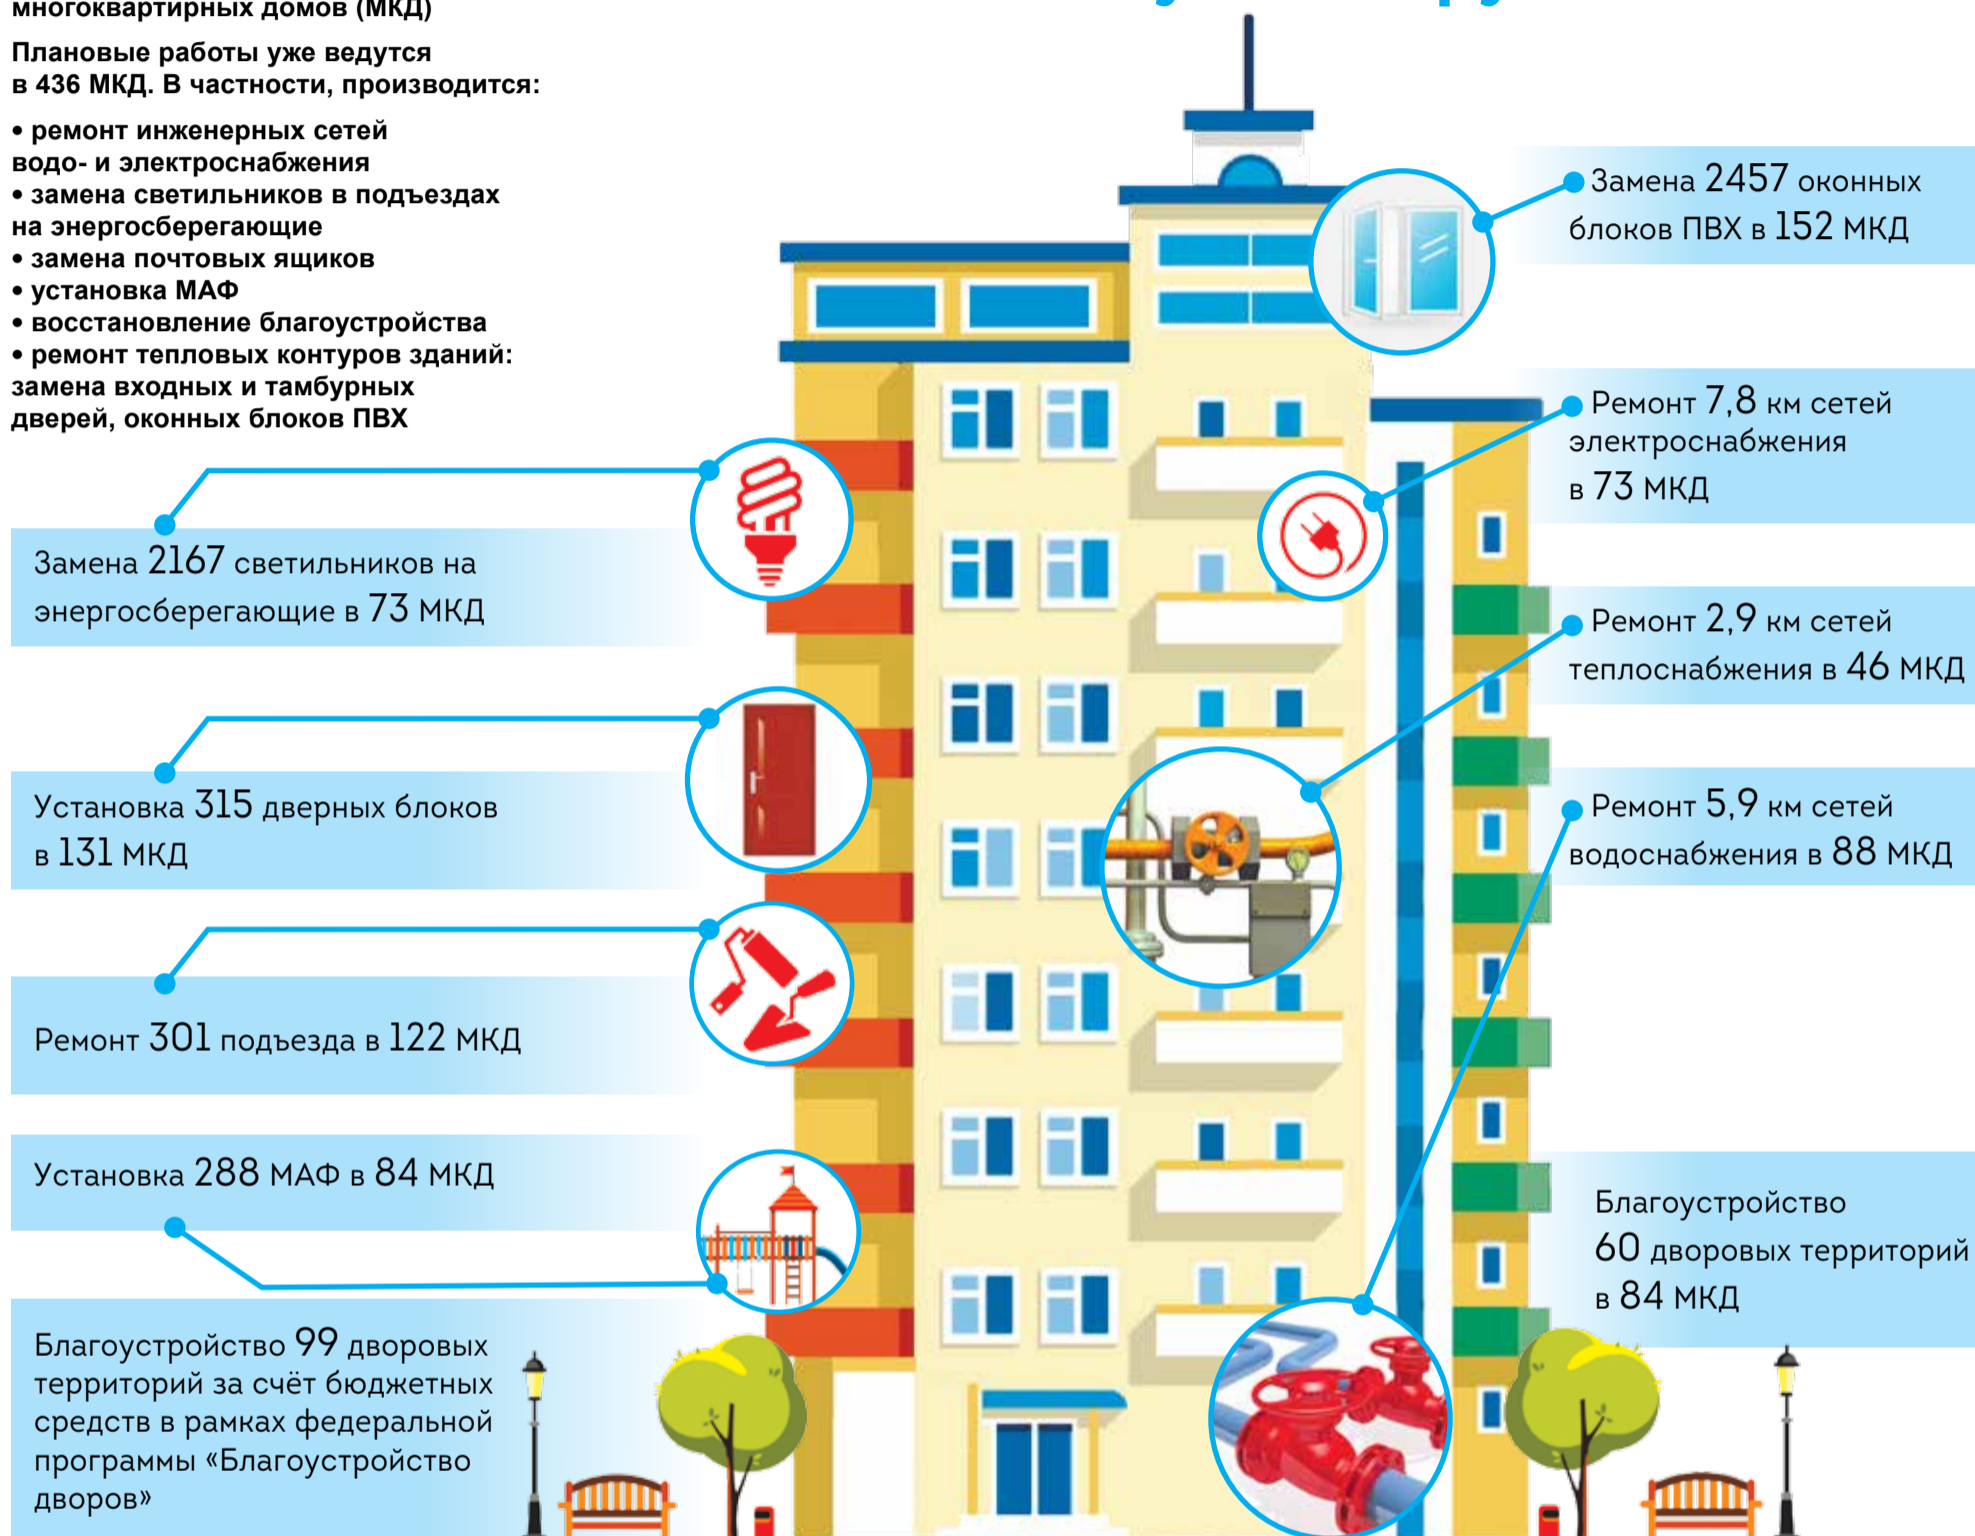 многоквартирных домов (МКД)
Плановые работы уже ведутся
в 436 МКД. В частности, производится:
• ремонт инженерных сетей
водо- и электроснабжения
• замена светильников в подъездах
на энергосберегающие
• замена почтовых ящиков
• установка МАФ
• восстановление благоустройства
• ремонт тепловых контуров зданий:
замена входных и тамбурных
дверей, оконных блоков ПВХ
Замена 2167 светильников на
энергосберегающие в 73 МКД
Установка 315 дверных блоков
в 131 МКД
Ремонт 301 подъезда в 122 МКД
Установка 288 МАФ в 84 МКД
Благоустройство 99 дворовых
территорий за счёт бюджетных
средств в рамках федеральной
программы «Благоустройство
дворов»
Замена 2457 оконных
блоков ПВХ в 152 МКД
Ремонт 7,8 км сетей
электроснабжения
в 73 МКД
Ремонт 2,9 км сетей
теплоснабжения в 46 МКД
Ремонт 5,9 км сетей
водоснабжения в 88 МКД
Благоустройство
60 дворовых территорий
в 84 МКД